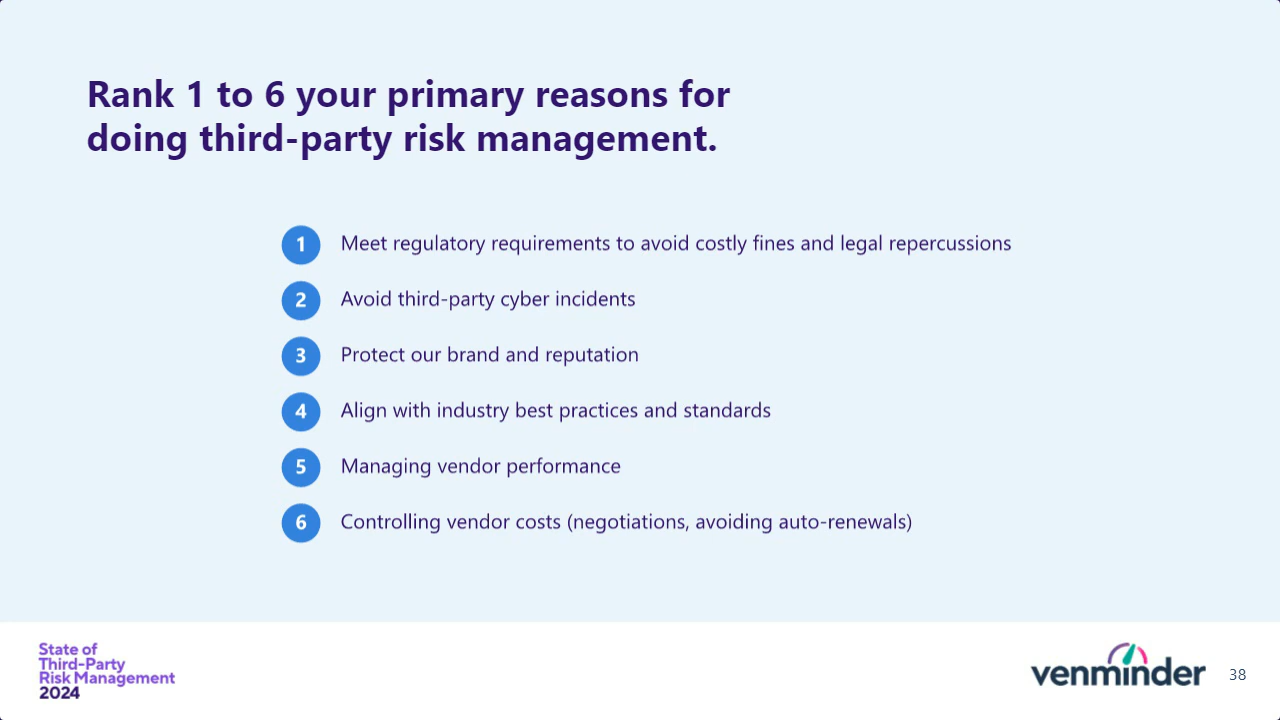 Rank 1 to 6 your primary reasons for
doing third-party risk management.
1 Meet regulatory requirements to avoid costly fines and legal repercussions
2 Avoid third-party cyber incidents
3 Protect our brand and reputation
4 Align with industry best practices and standards
5 Managing vendor performance
6 Controlling vendor costs (negotiations, avoiding auto-renewals)
State of
Third-Party
Risk Management
2024
venminder
38